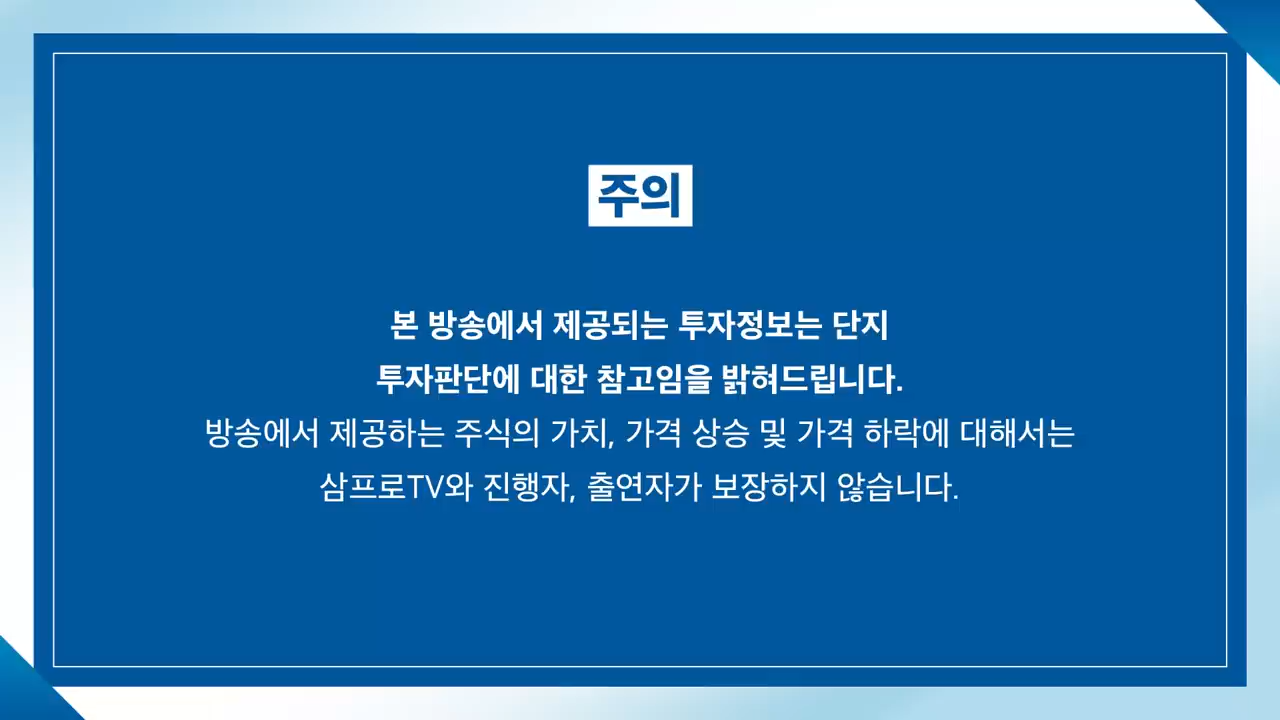 주의
본 방송에서 제공되는 투자정보는 단지
투자판단에 대한 참고임을 밝혀드립니다.
방송에서 제공하는 주식의 가치, 가격 상승 및 가격 하락에 대해서는
삼프로TV와 진행자, 출연자가 보장하지 않습니다.